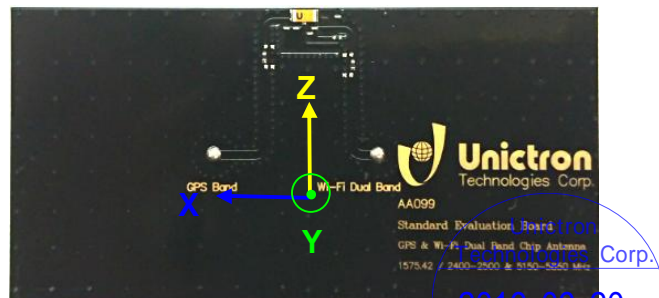 U
Z
GPS Band
Wi-Fi Dual Band
X
Y
Unictron
Technologies Corp.
AA099
Standard Evaluation Board
GPS & Wi-Fi Dual Band Chip Antenna
1575.42 / 2400-2500 & 5150-5850 MHz
Unictron
Technologies Corp.